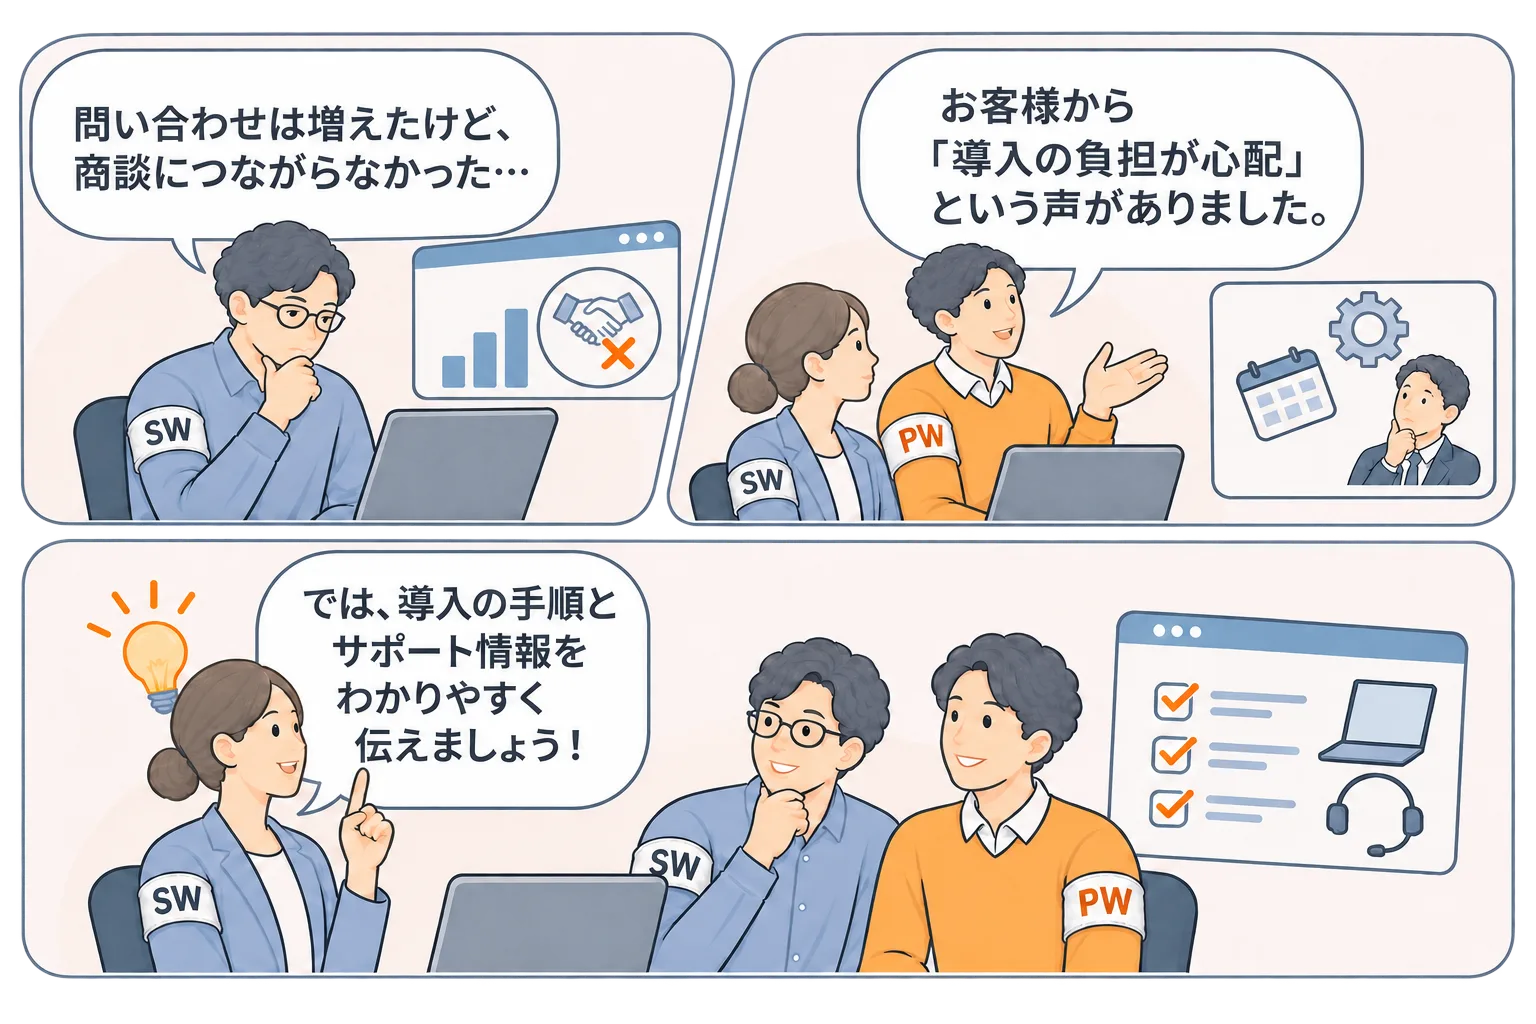 問い合わせは増えたけど、
商談につながらなかった…
SW
お客様から
「導入の負担が心配」
という声がありました。
PW
SW
では、導入の手順と
サポート情報を
わかりやすく
伝えましょう！
SW
SW
PW